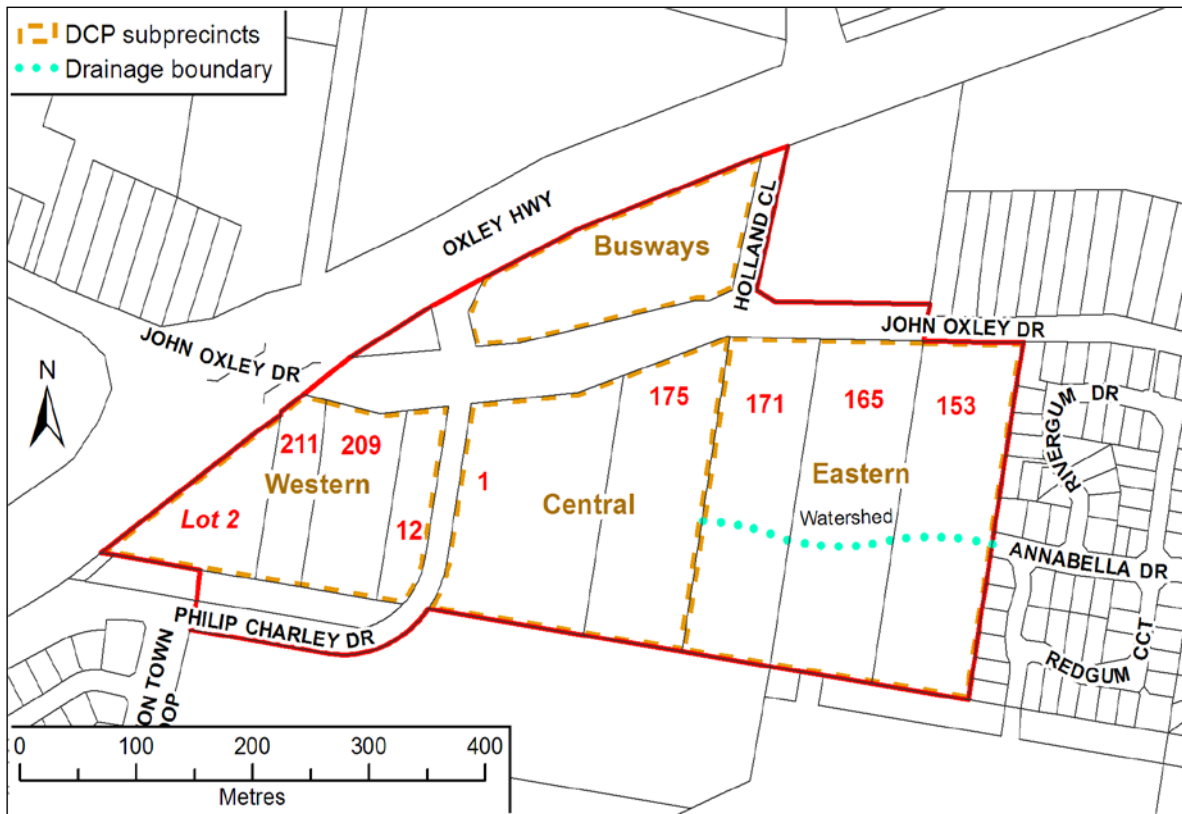 DCP subprecincts
Drainage boundary
OXLEY HWY
Busways
HOLLAND CL
JOHN OXLEY DR
JOHN OXLEY DR
N
175
171
165
153
RIVERGUM DR
211
209
Western
1
Central
Eastern
Lot 2
12
Watershed
ANNABELLA DR
PHILIP CHARLEY DR
REDGUM CCT
ON TOWN
OOP
0 100 200 300 400
Metres